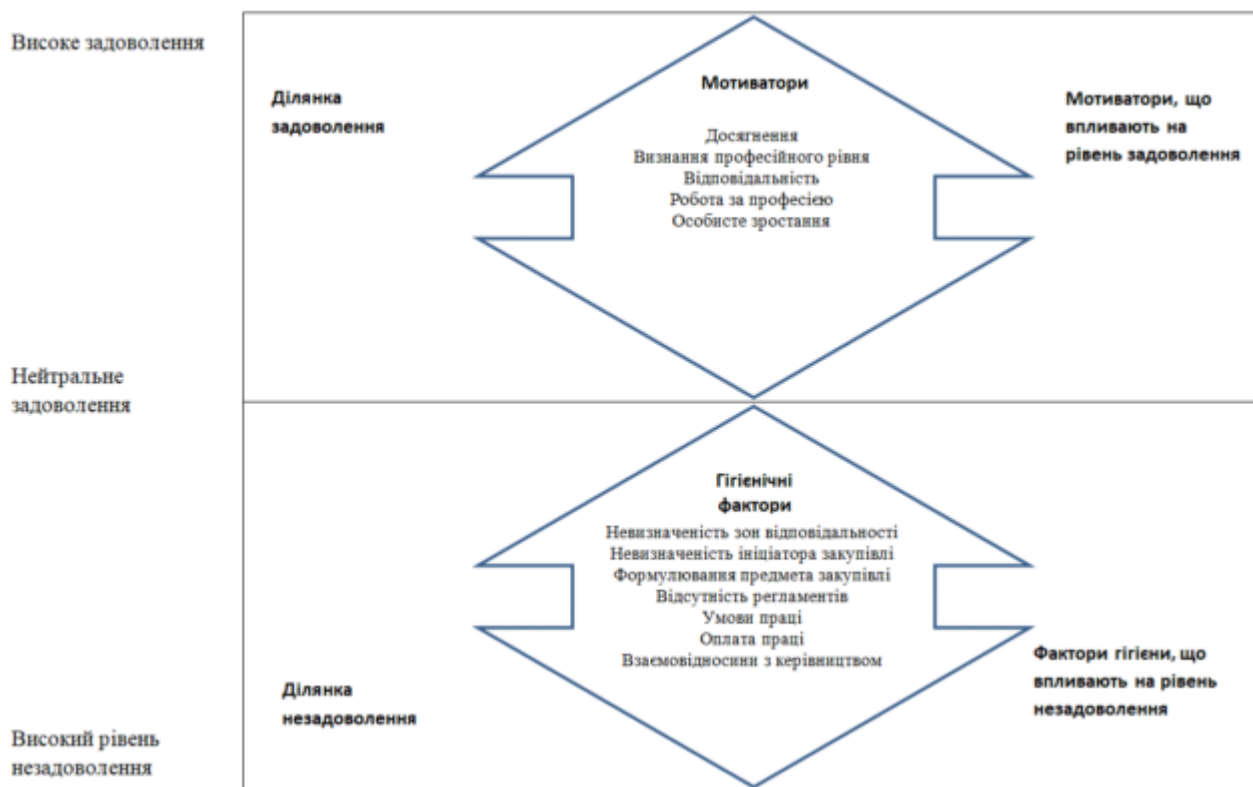 Високе задоволення
Ділянка
задоволення
Мотиватори
Досягнення
Визнання професійного рівня
Відповідальність
Робота за професією
Особисте зростання
Мотиватори, що
впливають на
рівень задоволення
Нейтральне
задоволення
Гігієнічні
фактори
Невизначеність зон відповідальності
Невизначеність ініціатора закупівлі
Формулювання предмета закупівлі
Відсутність регламентів
Умови праці
Оплата праці
Взаємовідносини з керівництвом
Ділянка
незадоволення
Фактори гігієни, що
впливають на рівень
незадоволення
Високий рівень
незадоволення